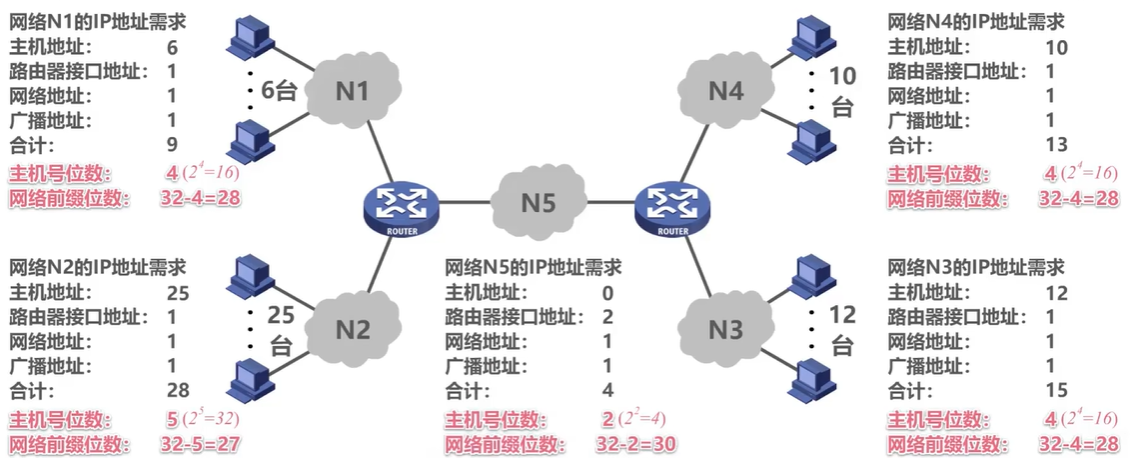 网络N1的IP地址需求
主机地址： 6
路由器接口地址： 1
网络地址： 1
广播地址： 1
合计： 9
主机号位数： 4 (2^4=16)
网络前缀位数： 32-4=28
6台
N1
网络N4的IP地址需求
主机地址： 10
路由器接口地址： 1
网络地址： 1
广播地址： 1
合计： 13
主机号位数： 4 (2^4=16)
网络前缀位数： 32-4=28
N4
10
台
ROUTER
N5
ROUTER
网络N2的IP地址需求
主机地址： 25
路由器接口地址： 1
网络地址： 1
广播地址： 1
合计： 28
主机号位数： 5 (2^5=32)
网络前缀位数： 32-5=27
25
台
N2
网络N5的IP地址需求
主机地址： 0
路由器接口地址： 2
网络地址： 1
广播地址： 1
合计： 4
主机号位数： 2 (2^2=4)
网络前缀位数： 32-2=30
N3
12
台
网络N3的IP地址需求
主机地址： 12
路由器接口地址： 1
网络地址： 1
广播地址： 1
合计： 15
主机号位数： 4 (2^4=16)
网络前缀位数： 32-4=28